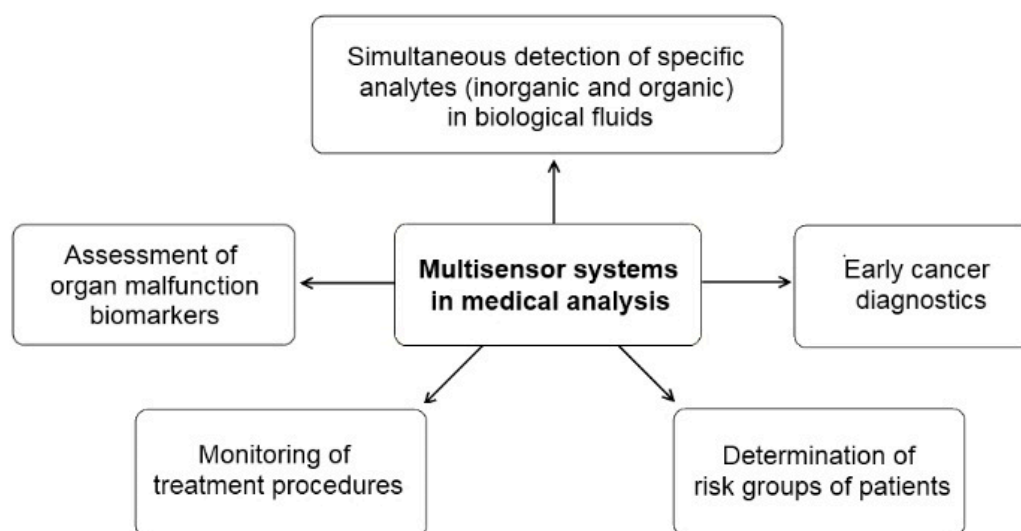 Simultaneous detection of specific
analytes (inorganic and organic)
in biological fluids
Assessment of
organ malfunction
biomarkers
Multisensor systems
in medical analysis
Early cancer
diagnostics
Monitoring of
treatment procedures
Determination of
risk groups of patients